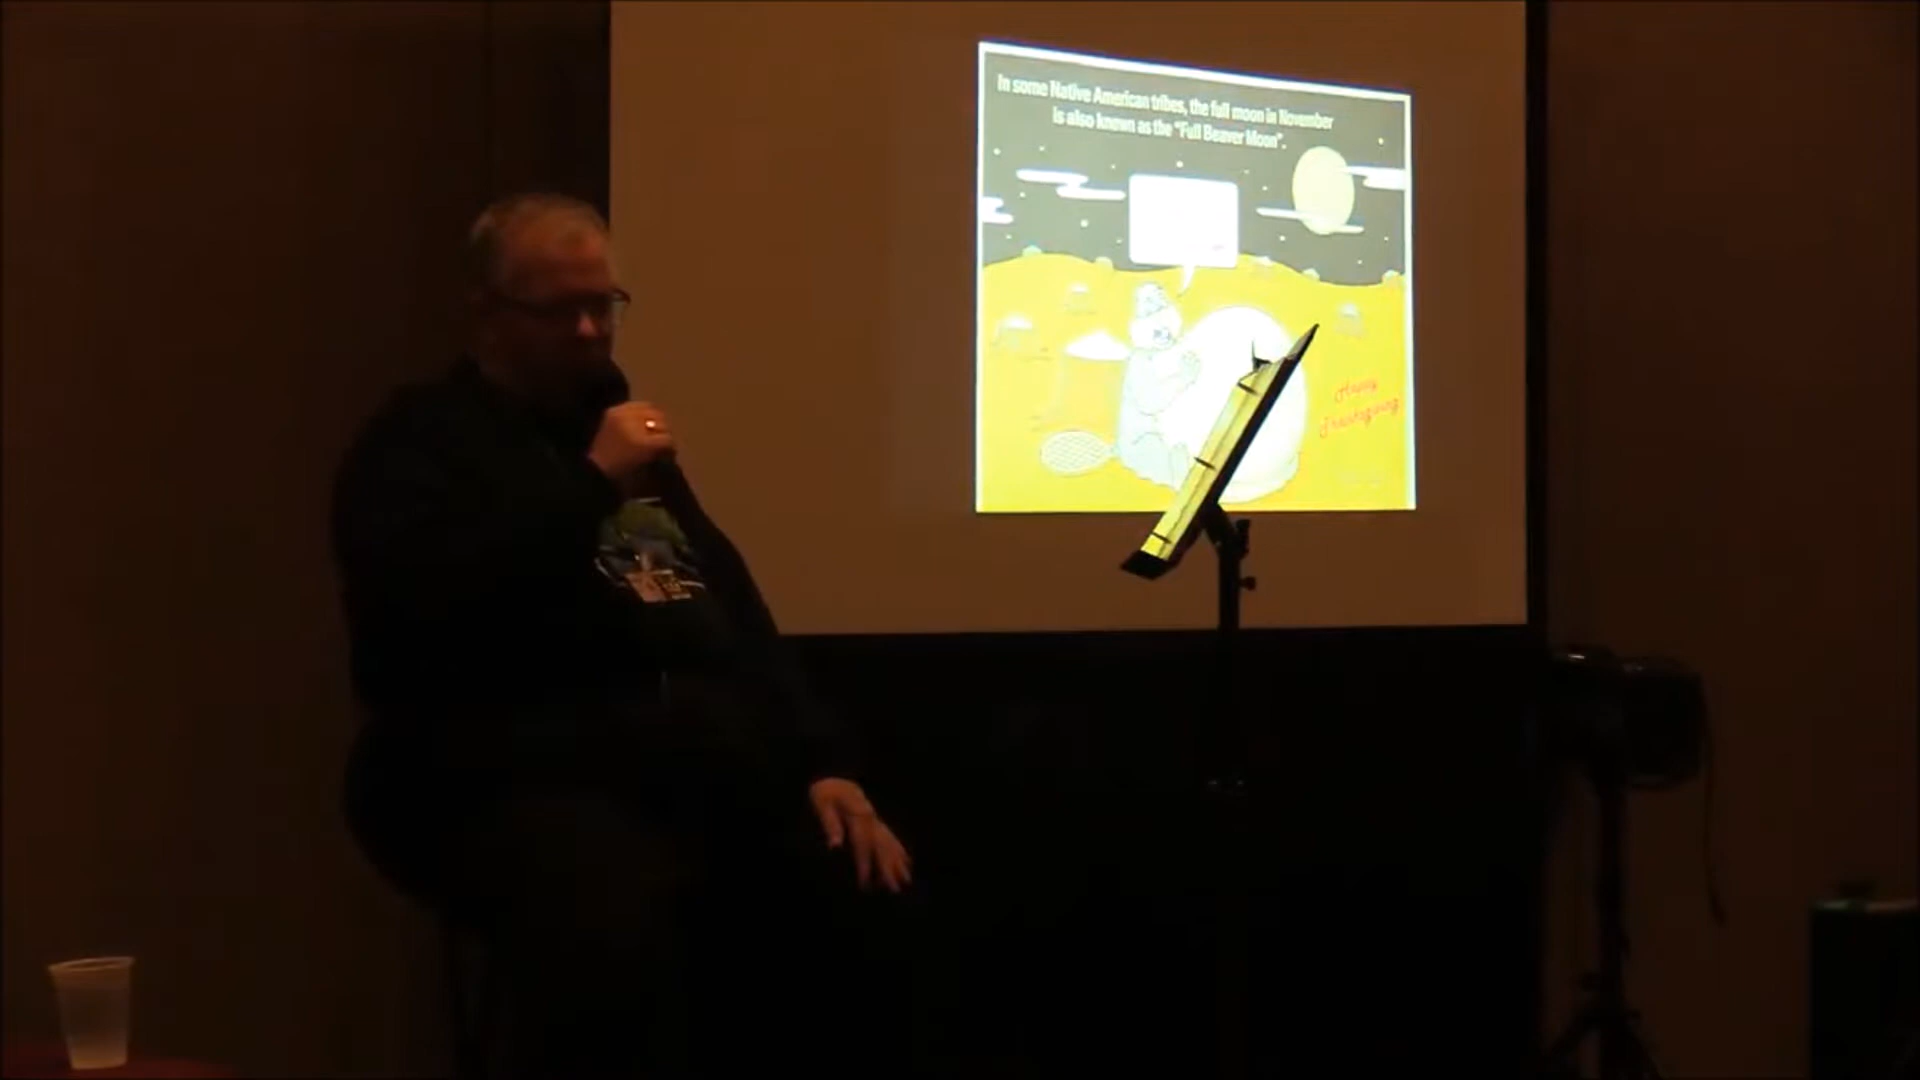 In some Native American tribes, the full moon in November
is also known as the "Full Beaver Moon".
Happy
Thanksgiving